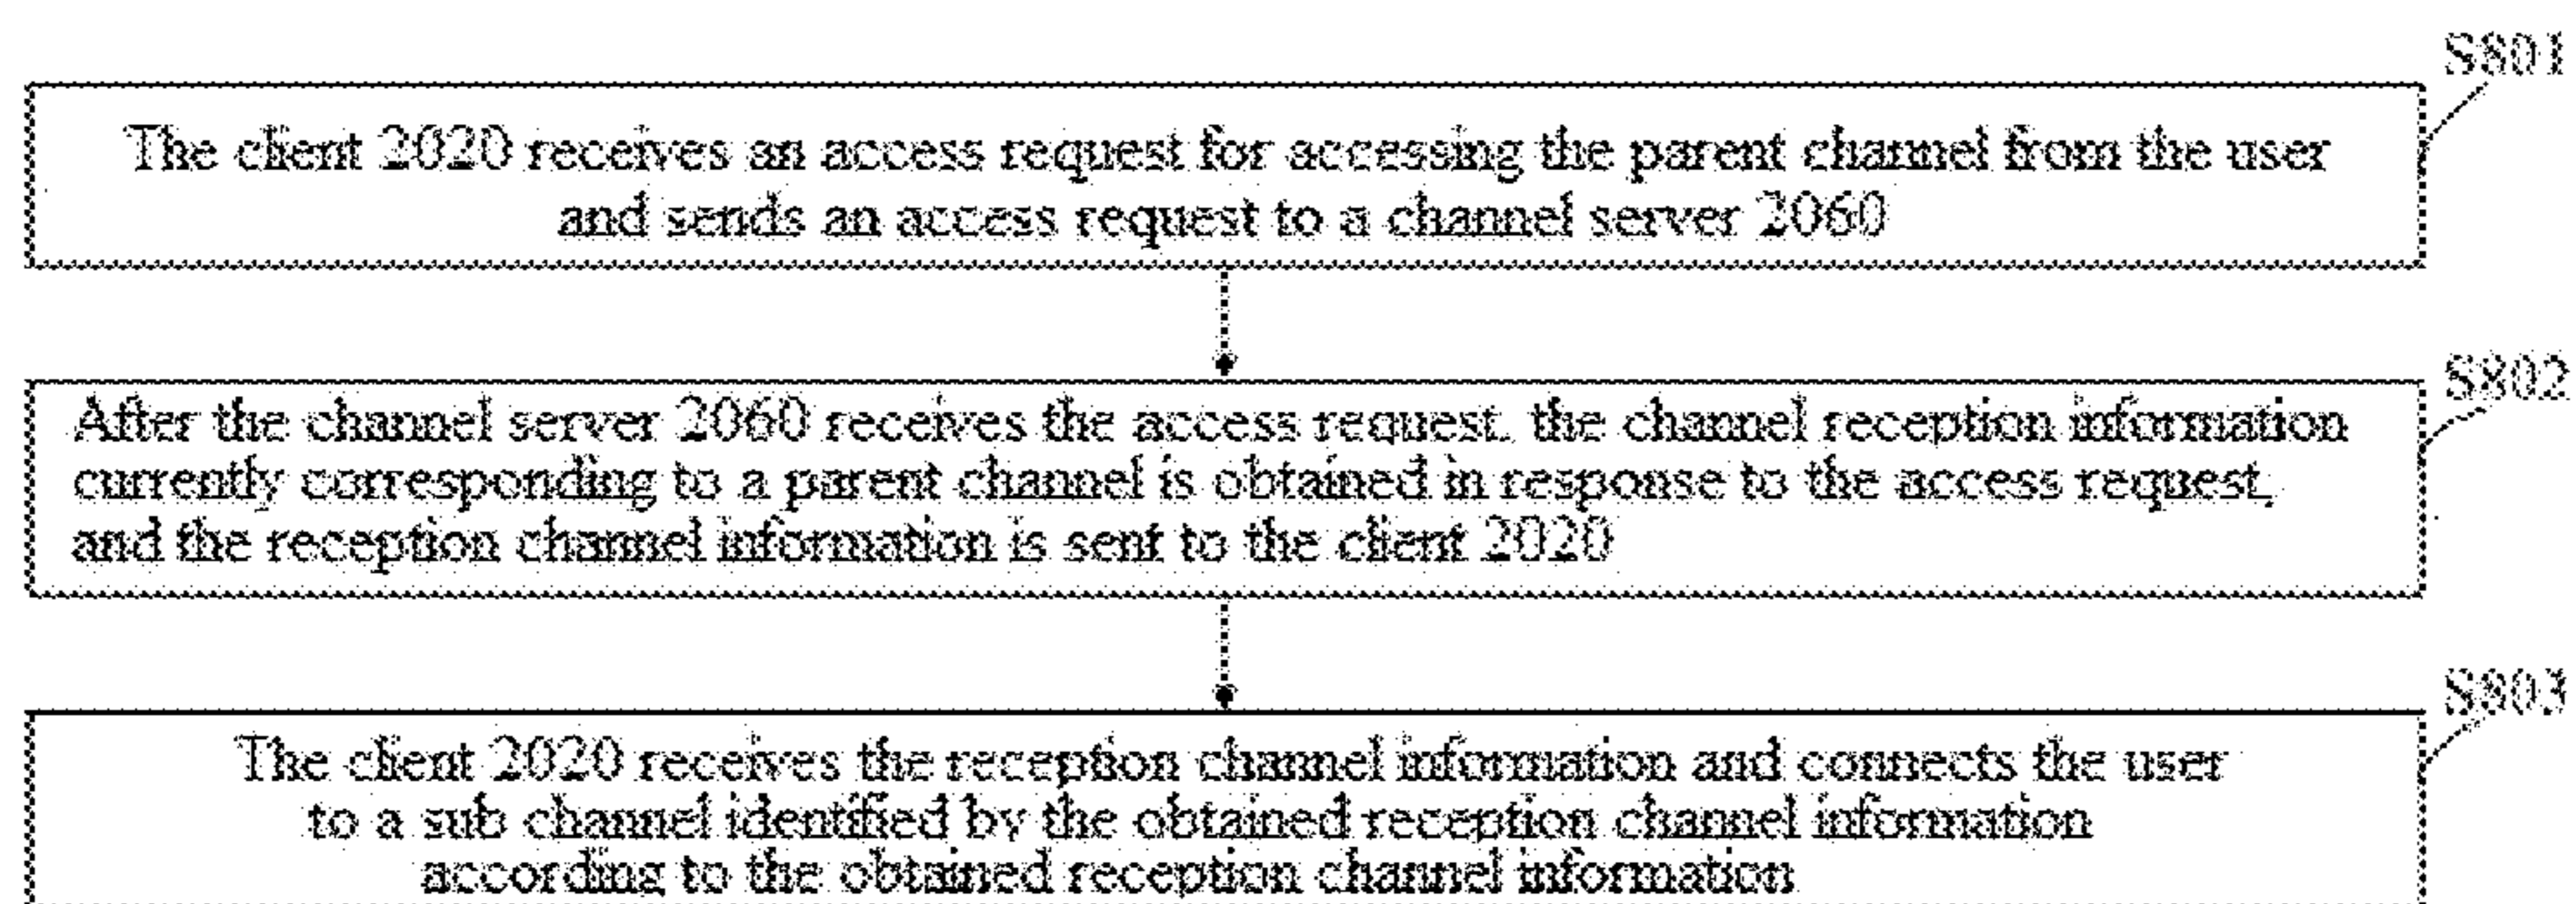 S801
The client 2020 receives an access request for accessing the parent channel from the user
and sends an access request to a channel server 2060
S802
After the channel server 2060 receives the access request, the channel reception information
currently corresponding to a parent channel is obtained in response to the access request,
and the reception channel information is sent to the client 2020
S803
The client 2020 receives the reception channel information and connects the user
to a sub channel identified by the obtained reception channel information
according to the obtained reception channel information